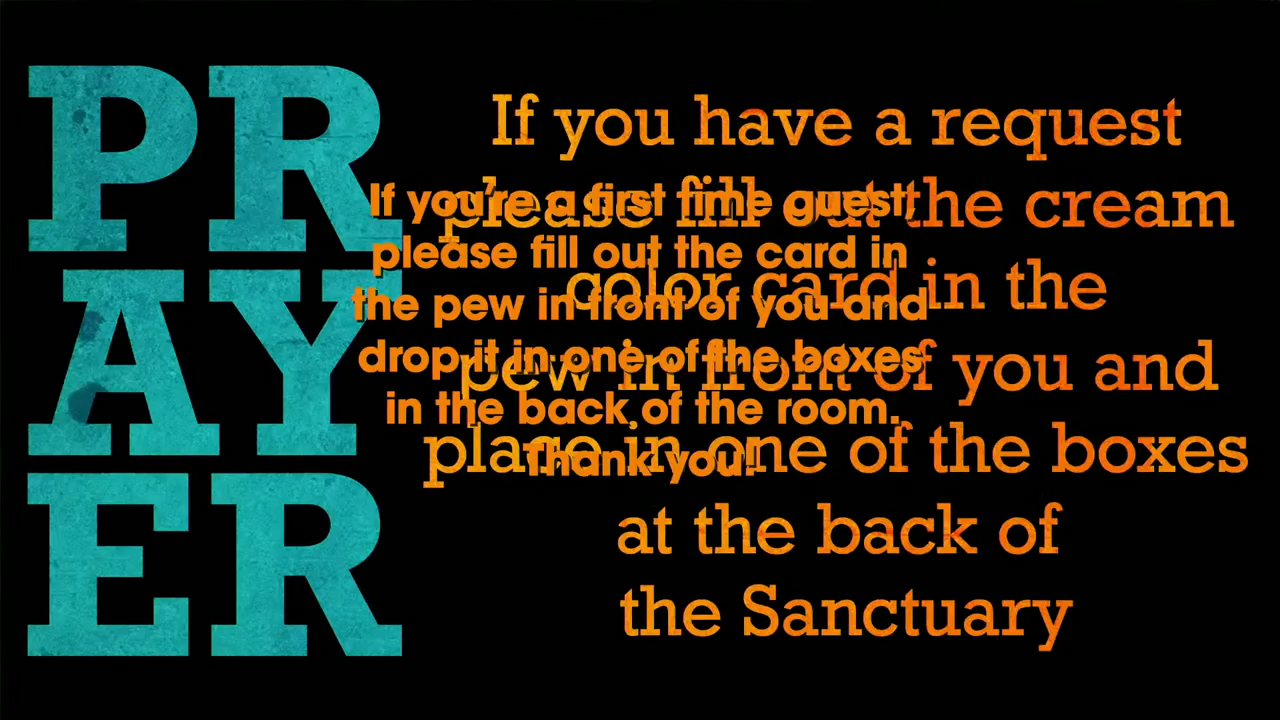 PR
AY
ER
If you have a request
please fill out the cream
color card in the
pew in front of you and
place in one of the boxes
at the back of
the Sanctuary
If you're a first time guest,
please fill out the card in
the pew in front of you and
drop it in one of the boxes
in the back of the room.
Thank you!